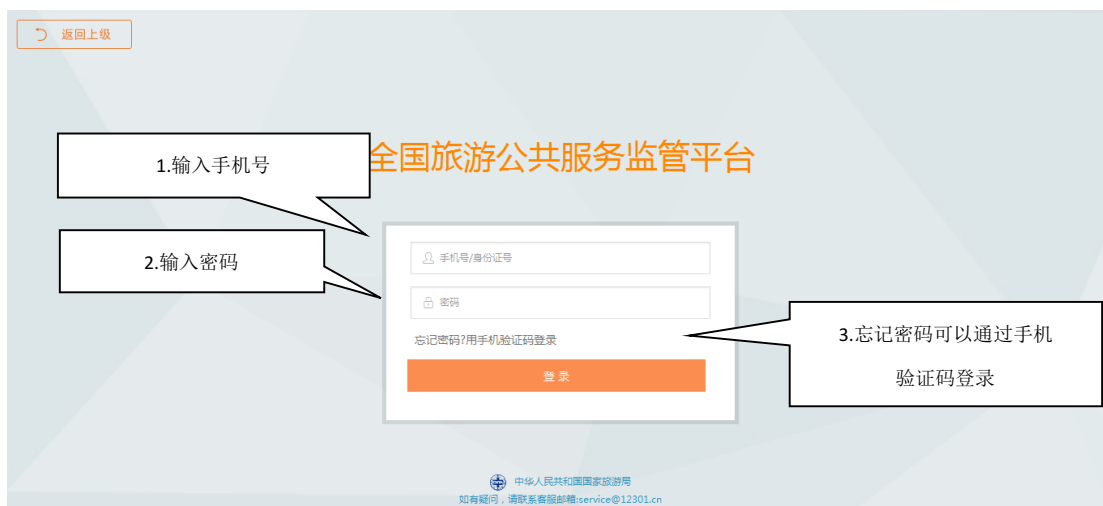 返回上级
全国旅游公共服务监管平台
1.输入手机号
2.输入密码
手机号/身份证号
密码
忘记密码?用手机验证码登录
登 录
3.忘记密码可以通过手机
验证码登录
中华人民共和国国家旅游局
如有疑问，请联系客服邮箱:service@12301.cn